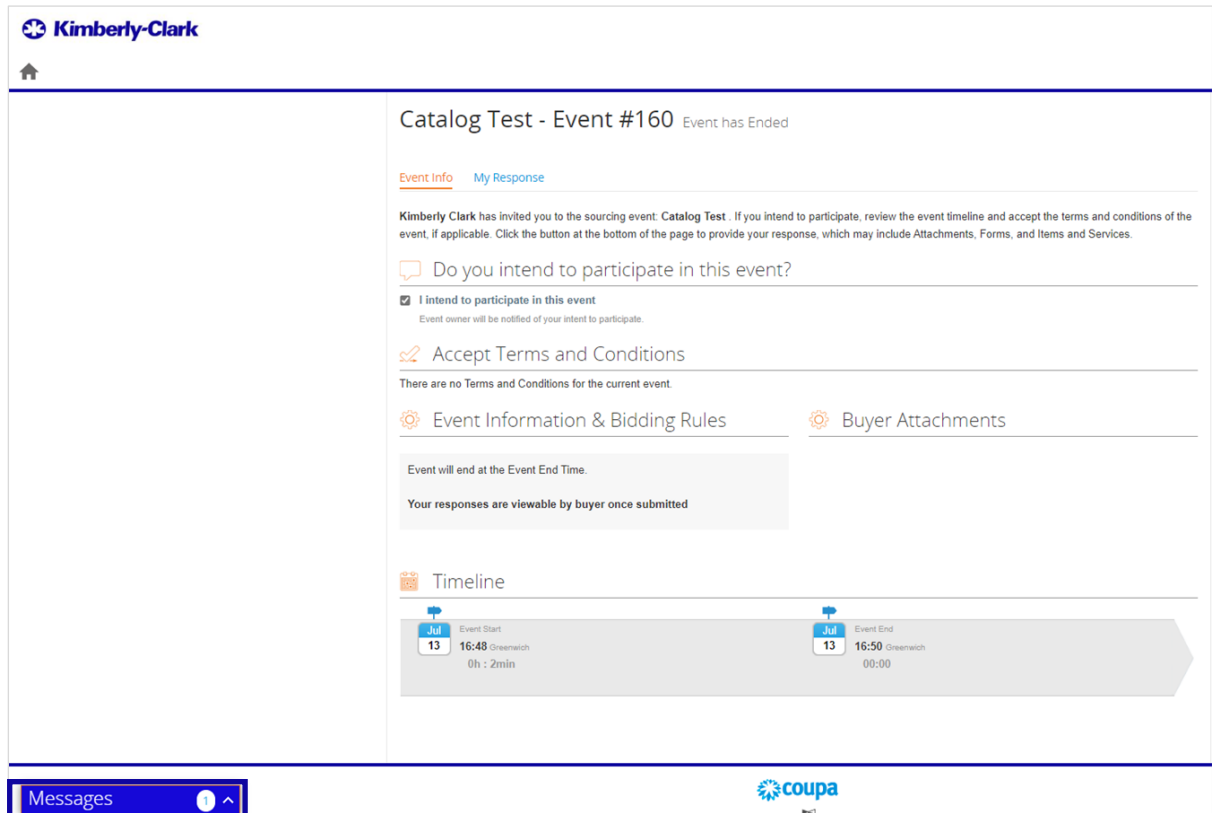 Kimberly-Clark
Catalog Test - Event #160 Event has Ended
Event Info My Response
Kimberly Clark has invited you to the sourcing event: Catalog Test . If you intend to participate, review the event timeline and accept the terms and conditions of the
event, if applicable. Click the button at the bottom of the page to provide your response, which may include Attachments, Forms, and Items and Services.
Do you intend to participate in this event?
I intend to participate in this event
Event owner will be notified of your intent to participate.
Accept Terms and Conditions
There are no Terms and Conditions for the current event.
Event Information & Bidding Rules
Buyer Attachments
Event will end at the Event End Time.
Your responses are viewable by buyer once submitted
Timeline
Jul Event Start
13 16:48 Greenwich
0h : 2min
Jul Event End
13 16:50 Greenwich
00:00
Messages 1
coupa